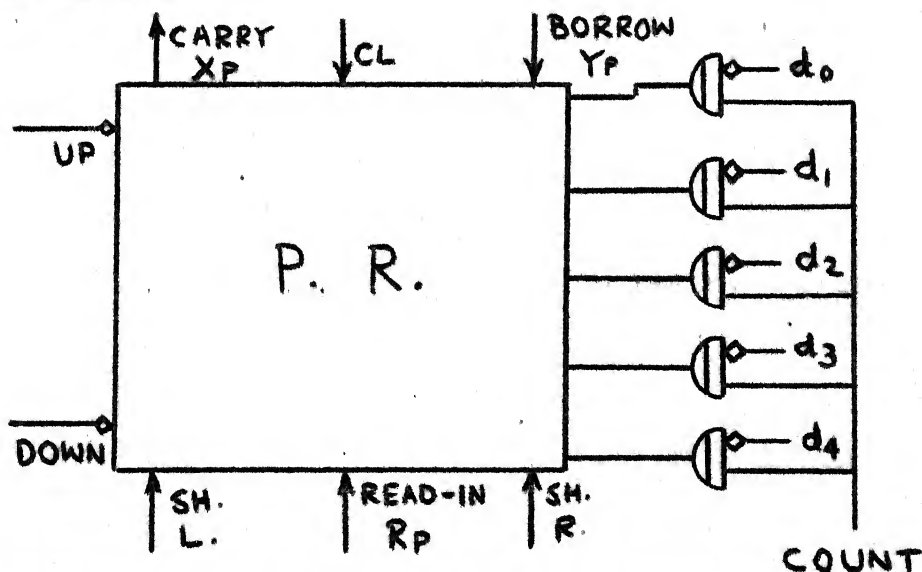 CARRY
Xp
CL
BORROW
Yp
d0
UP
d1
P. R.
d2
d3
DOWN
d4
SH.
L.
READ-IN
Rp
SH.
R.
COUNT